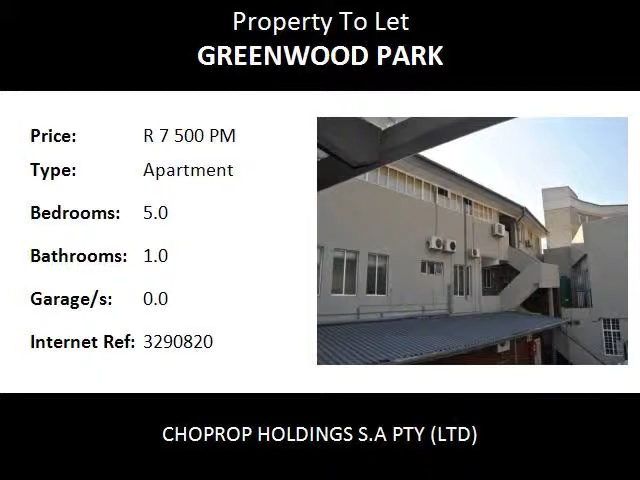 Property To Let
GREENWOOD PARK
Price: R 7 500 PM
Type: Apartment
Bedrooms: 5.0
Bathrooms: 1.0
Garage/s: 0.0
Internet Ref: 3290820
CHOPROP HOLDINGS S.A PTY (LTD)